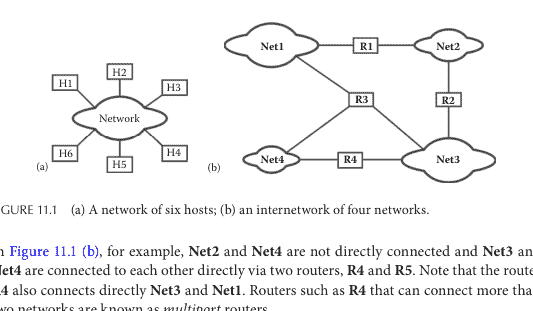 H1
H2
H3
Network
H6
H5
H4
(a)
Net1
R1
Net2
R3
R2
Net4
R4
Net3
(b)
GURE 11.1 (a) A network of six hosts; (b) an internetwork of four networks.
n Figure 11.1 (b), for example, Net2 and Net4 are not directly connected and Net3 an
Net4 are connected to each other directly via two routers, R4 and R5. Note that the route
R4 also connects directly Net3 and Net1. Routers such as R4 that can connect more tha
wo networks are known as multiport routers.